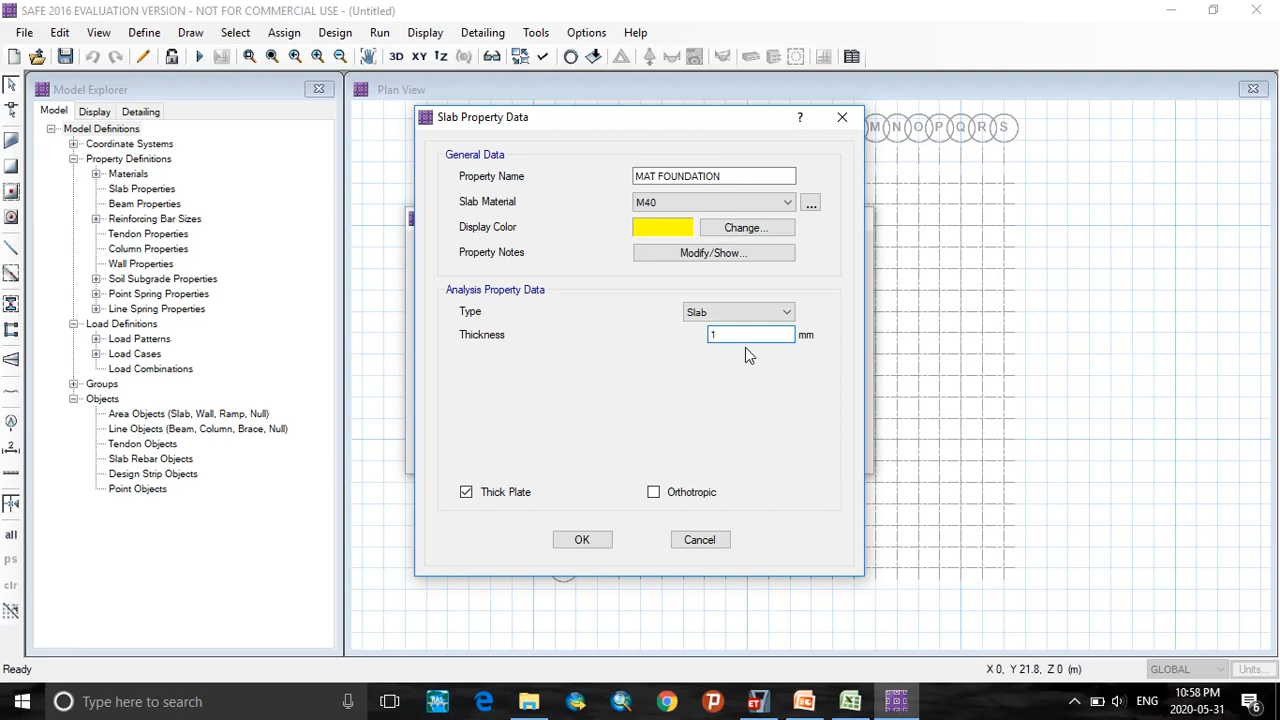 SAFE 2016 EVALUATION VERSION - NOT FOR COMMERCIAL USE - (Untitled)
File Edit View Define Draw Select Assign Design Run Display Detailing Tools Options Help
3D XY
Model Explorer
Model Display Detailing
Model Definitions
Coordinate Systems
Property Definitions
Materials
Slab Properties
Beam Properties
Reinforcing Bar Sizes
Tendon Properties
Column Properties
Wall Properties
Soil Subgrade Properties
Point Spring Properties
Line Spring Properties
Load Definitions
Load Patterns
Load Cases
Load Combinations
Groups
Objects
Area Objects (Slab, Wall, Ramp, Null)
Line Objects (Beam, Column, Brace, Null)
Tendon Objects
Slab Rebar Objects
Design Strip Objects
Point Objects
all
ps
clr
Plan View
M N O P Q R S
Slab Property Data
?
General Data
Property Name MAT FOUNDATION
Slab Material M40 ...
Display Color Change...
Property Notes Modify/Show...
Analysis Property Data
Type Slab
Thickness 1 mm
Thick Plate Orthotropic
OK Cancel
Ready X 0, Y 21.8, Z 0 (m) GLOBAL Units...
Type here to search ENG 10:58 PM
2020-05-31 6